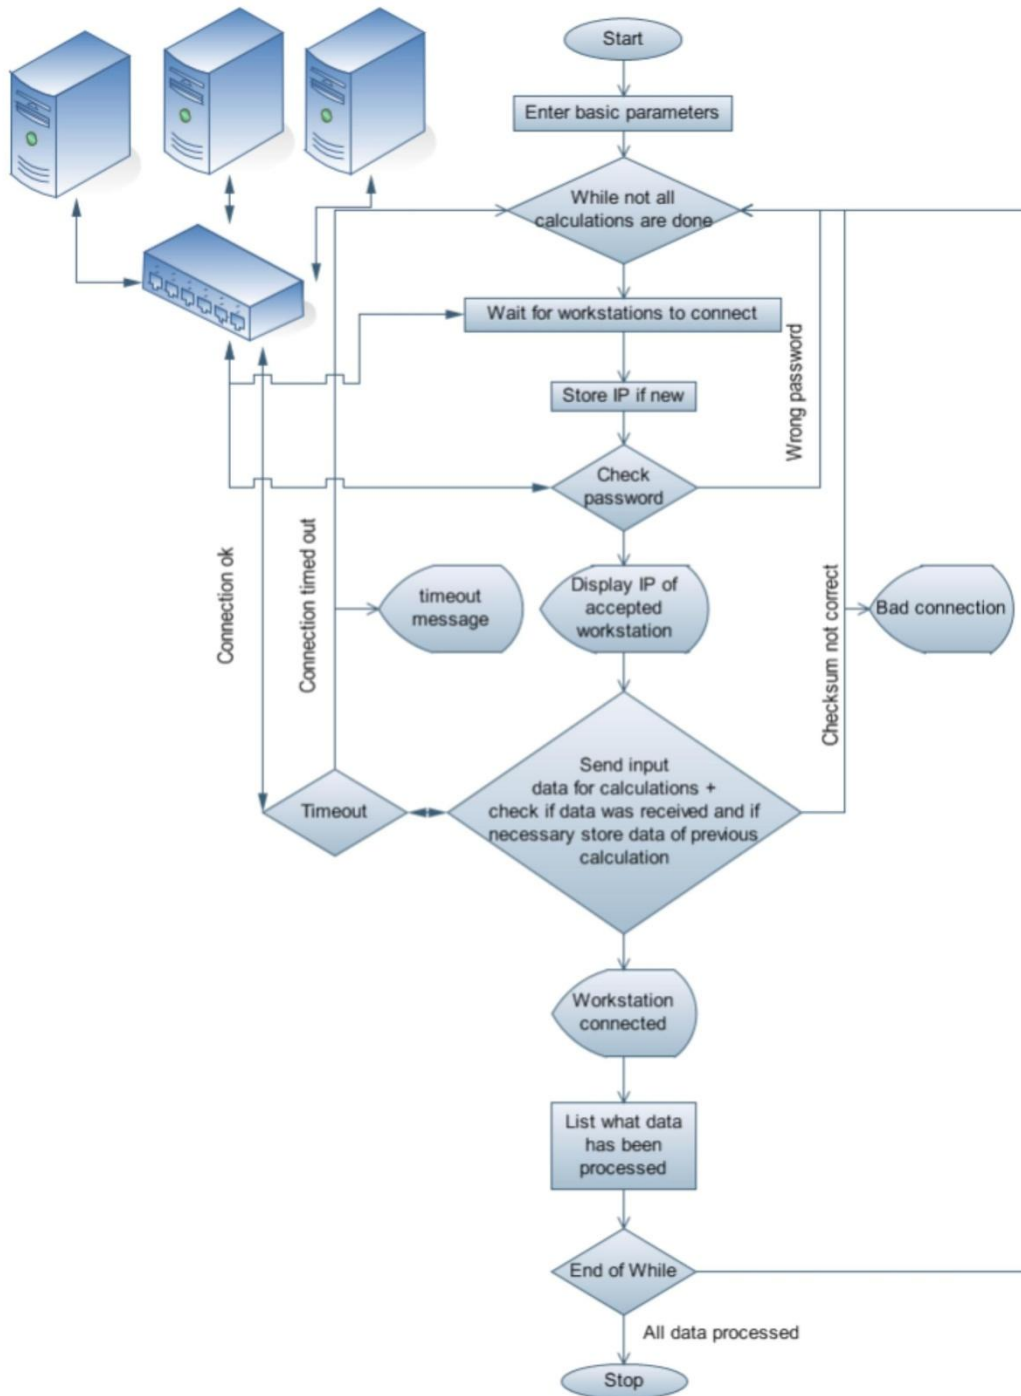 Start
Enter basic parameters
While not all
calculations are done
Wait for workstations to connect
Store IP if new
Wrong password
Check
password
Connection ok
Connection timed out
timeout
message
Display IP of
accepted
workstation
Checksum not correct
Bad connection
Timeout
Send input
data for calculations +
check if data was received and if
necessary store data of previous
calculation
Workstation
connected
List what data
has been
processed
End of While
All data processed
Stop